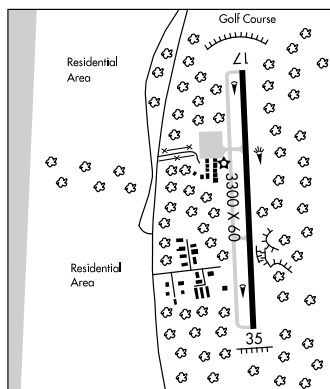 Golf Course
17
Residential
Area
3300 X 60
Residential
Area
35